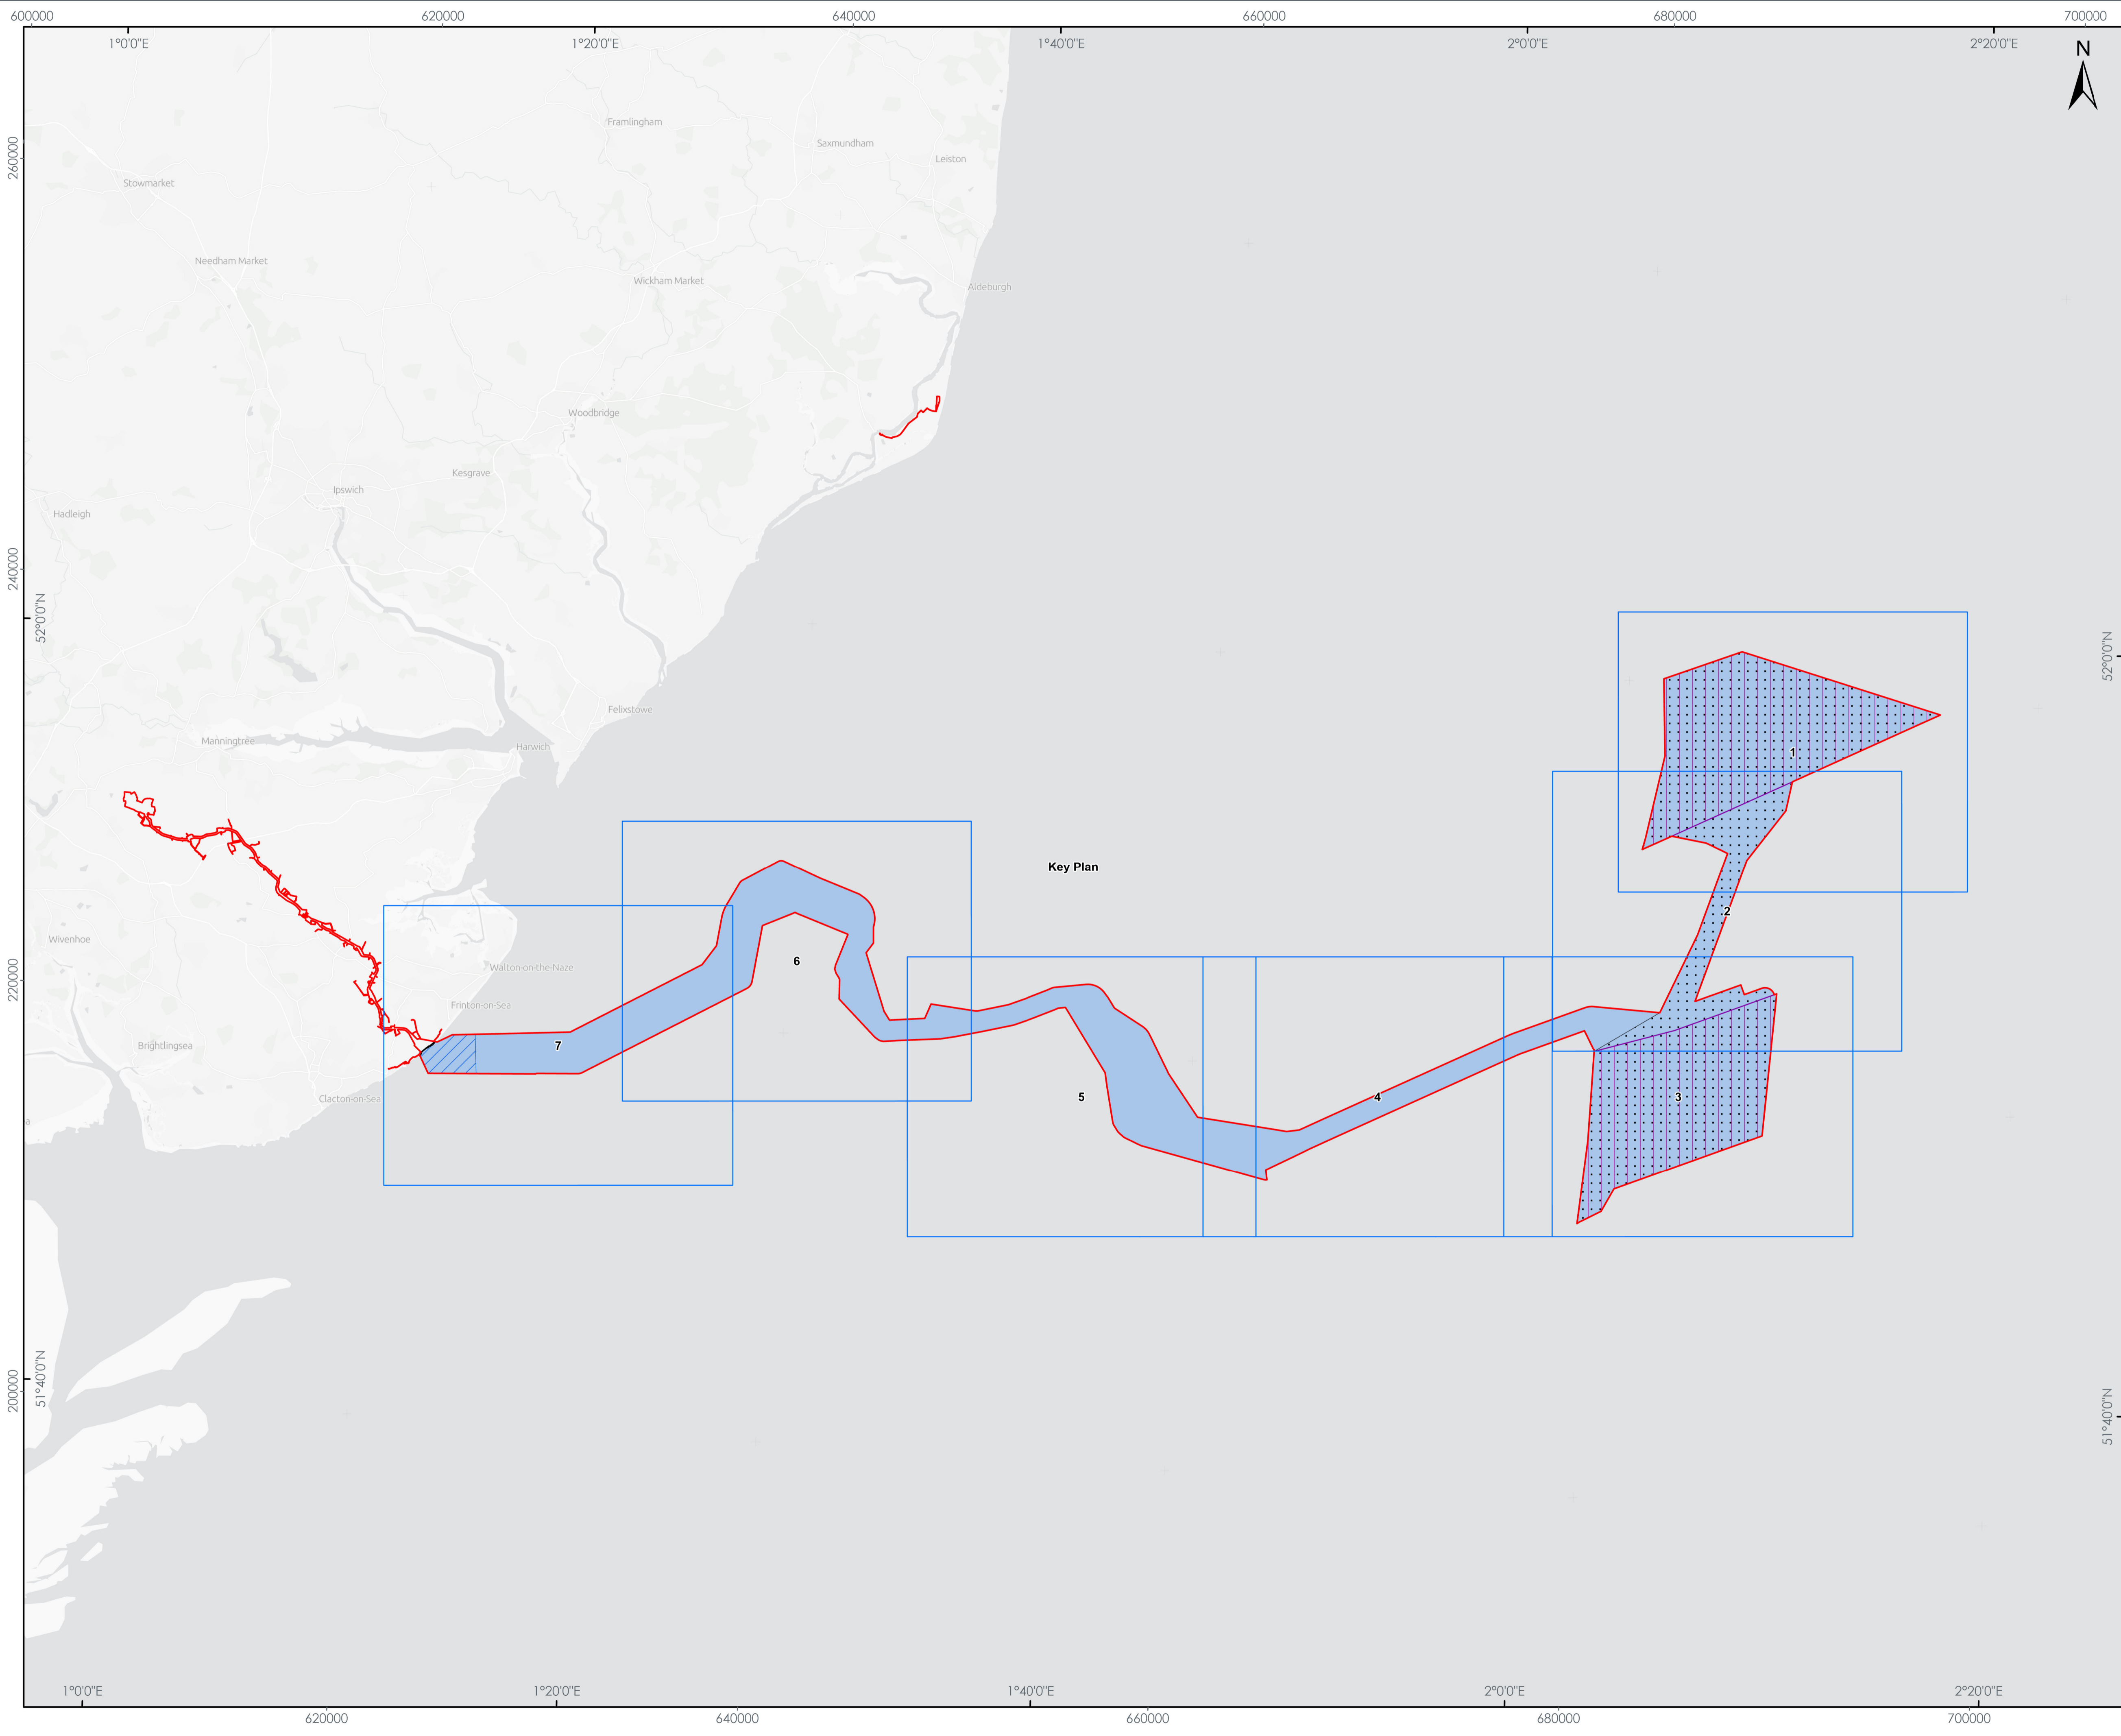 600000 620000 640000 660000 680000 700000
1°0'0"E 1°20'0"E 1°40'0"E 2°0'0"E 2°20'0"E
N
Framlingham
Saxmundham
260000
Leiston
Stowmarket
Needham Market
Wickham Market
Aldeburgh
Woodbridge
Kesgrave
Ipswich
Hadleigh
240000
52°0'0"N
52°0'0"N
Felixstowe
Manningtree
Harwich
1
Key Plan
2
Wivenhoe
6
Walton-on-the-Naze
220000
Frinton-on-Sea
Brightlingsea
7
Clacton-on-Sea
5
4
3
a
200000
51°40'0"N
51°40'0"N
1°0'0"E 1°20'0"E 1°40'0"E 2°0'0"E 2°20'0"E
620000 640000 660000 680000 700000